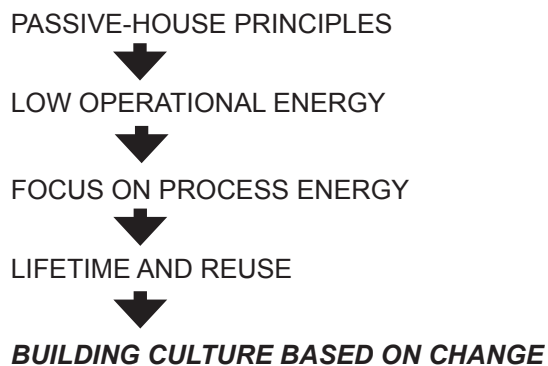 PASSIVE-HOUSE PRINCIPLES
LOW OPERATIONAL ENERGY
FOCUS ON PROCESS ENERGY
LIFETIME AND REUSE
BUILDING CULTURE BASED ON CHANGE